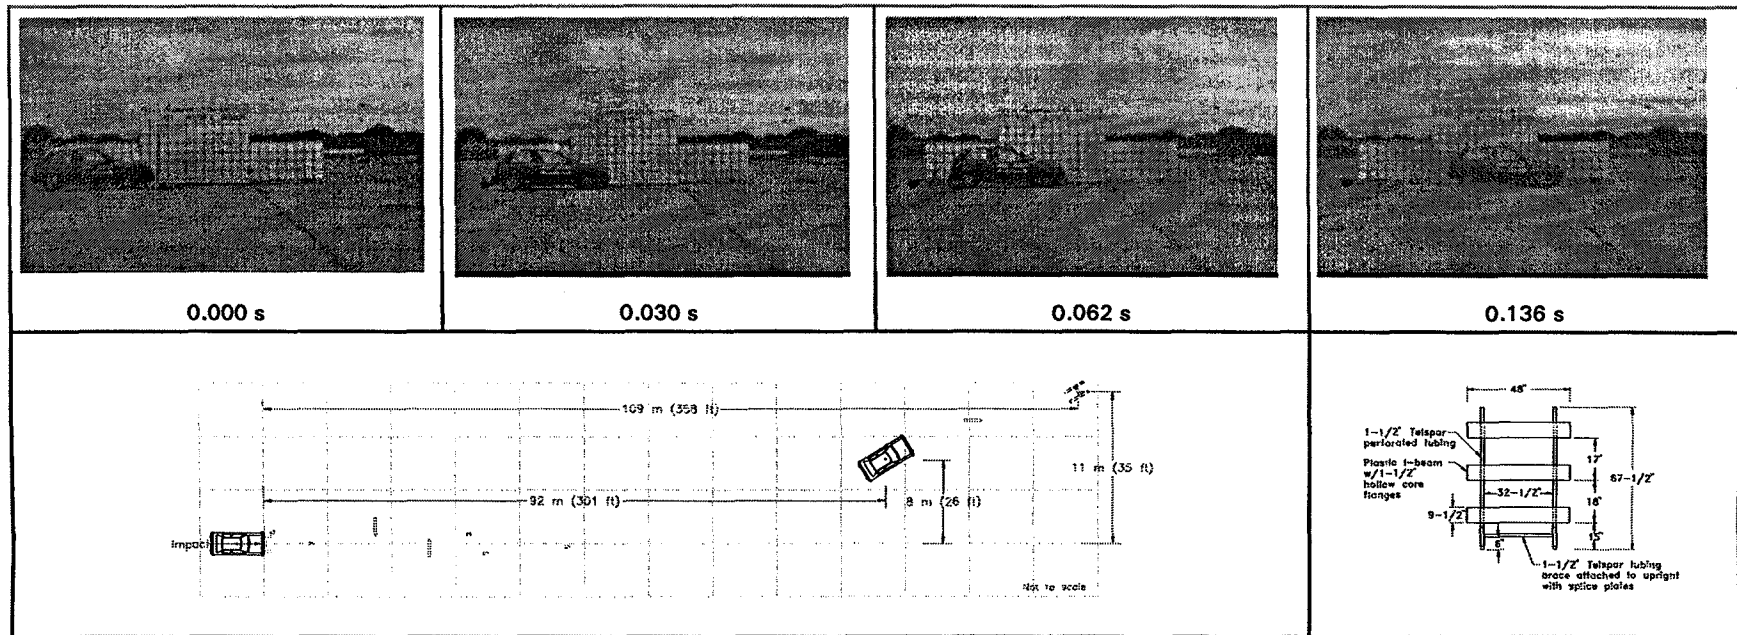 0.000 s
0.030 s
0.062 s
0.136 s
109 m (358 ft)
11 m (35 ft)
92 m (301 ft)
8 m (26 ft)
Impact
Not to scale
48"
1-1/2" Telspar
perforated tubing
Plastic I-beam
w/1-1/2"
hollow core
flanges
17"
67-1/2"
32-1/2"
18"
9-1/2"
15"
6"
1-1/2" Telspar tubing
brace attached to upright
with splice plates